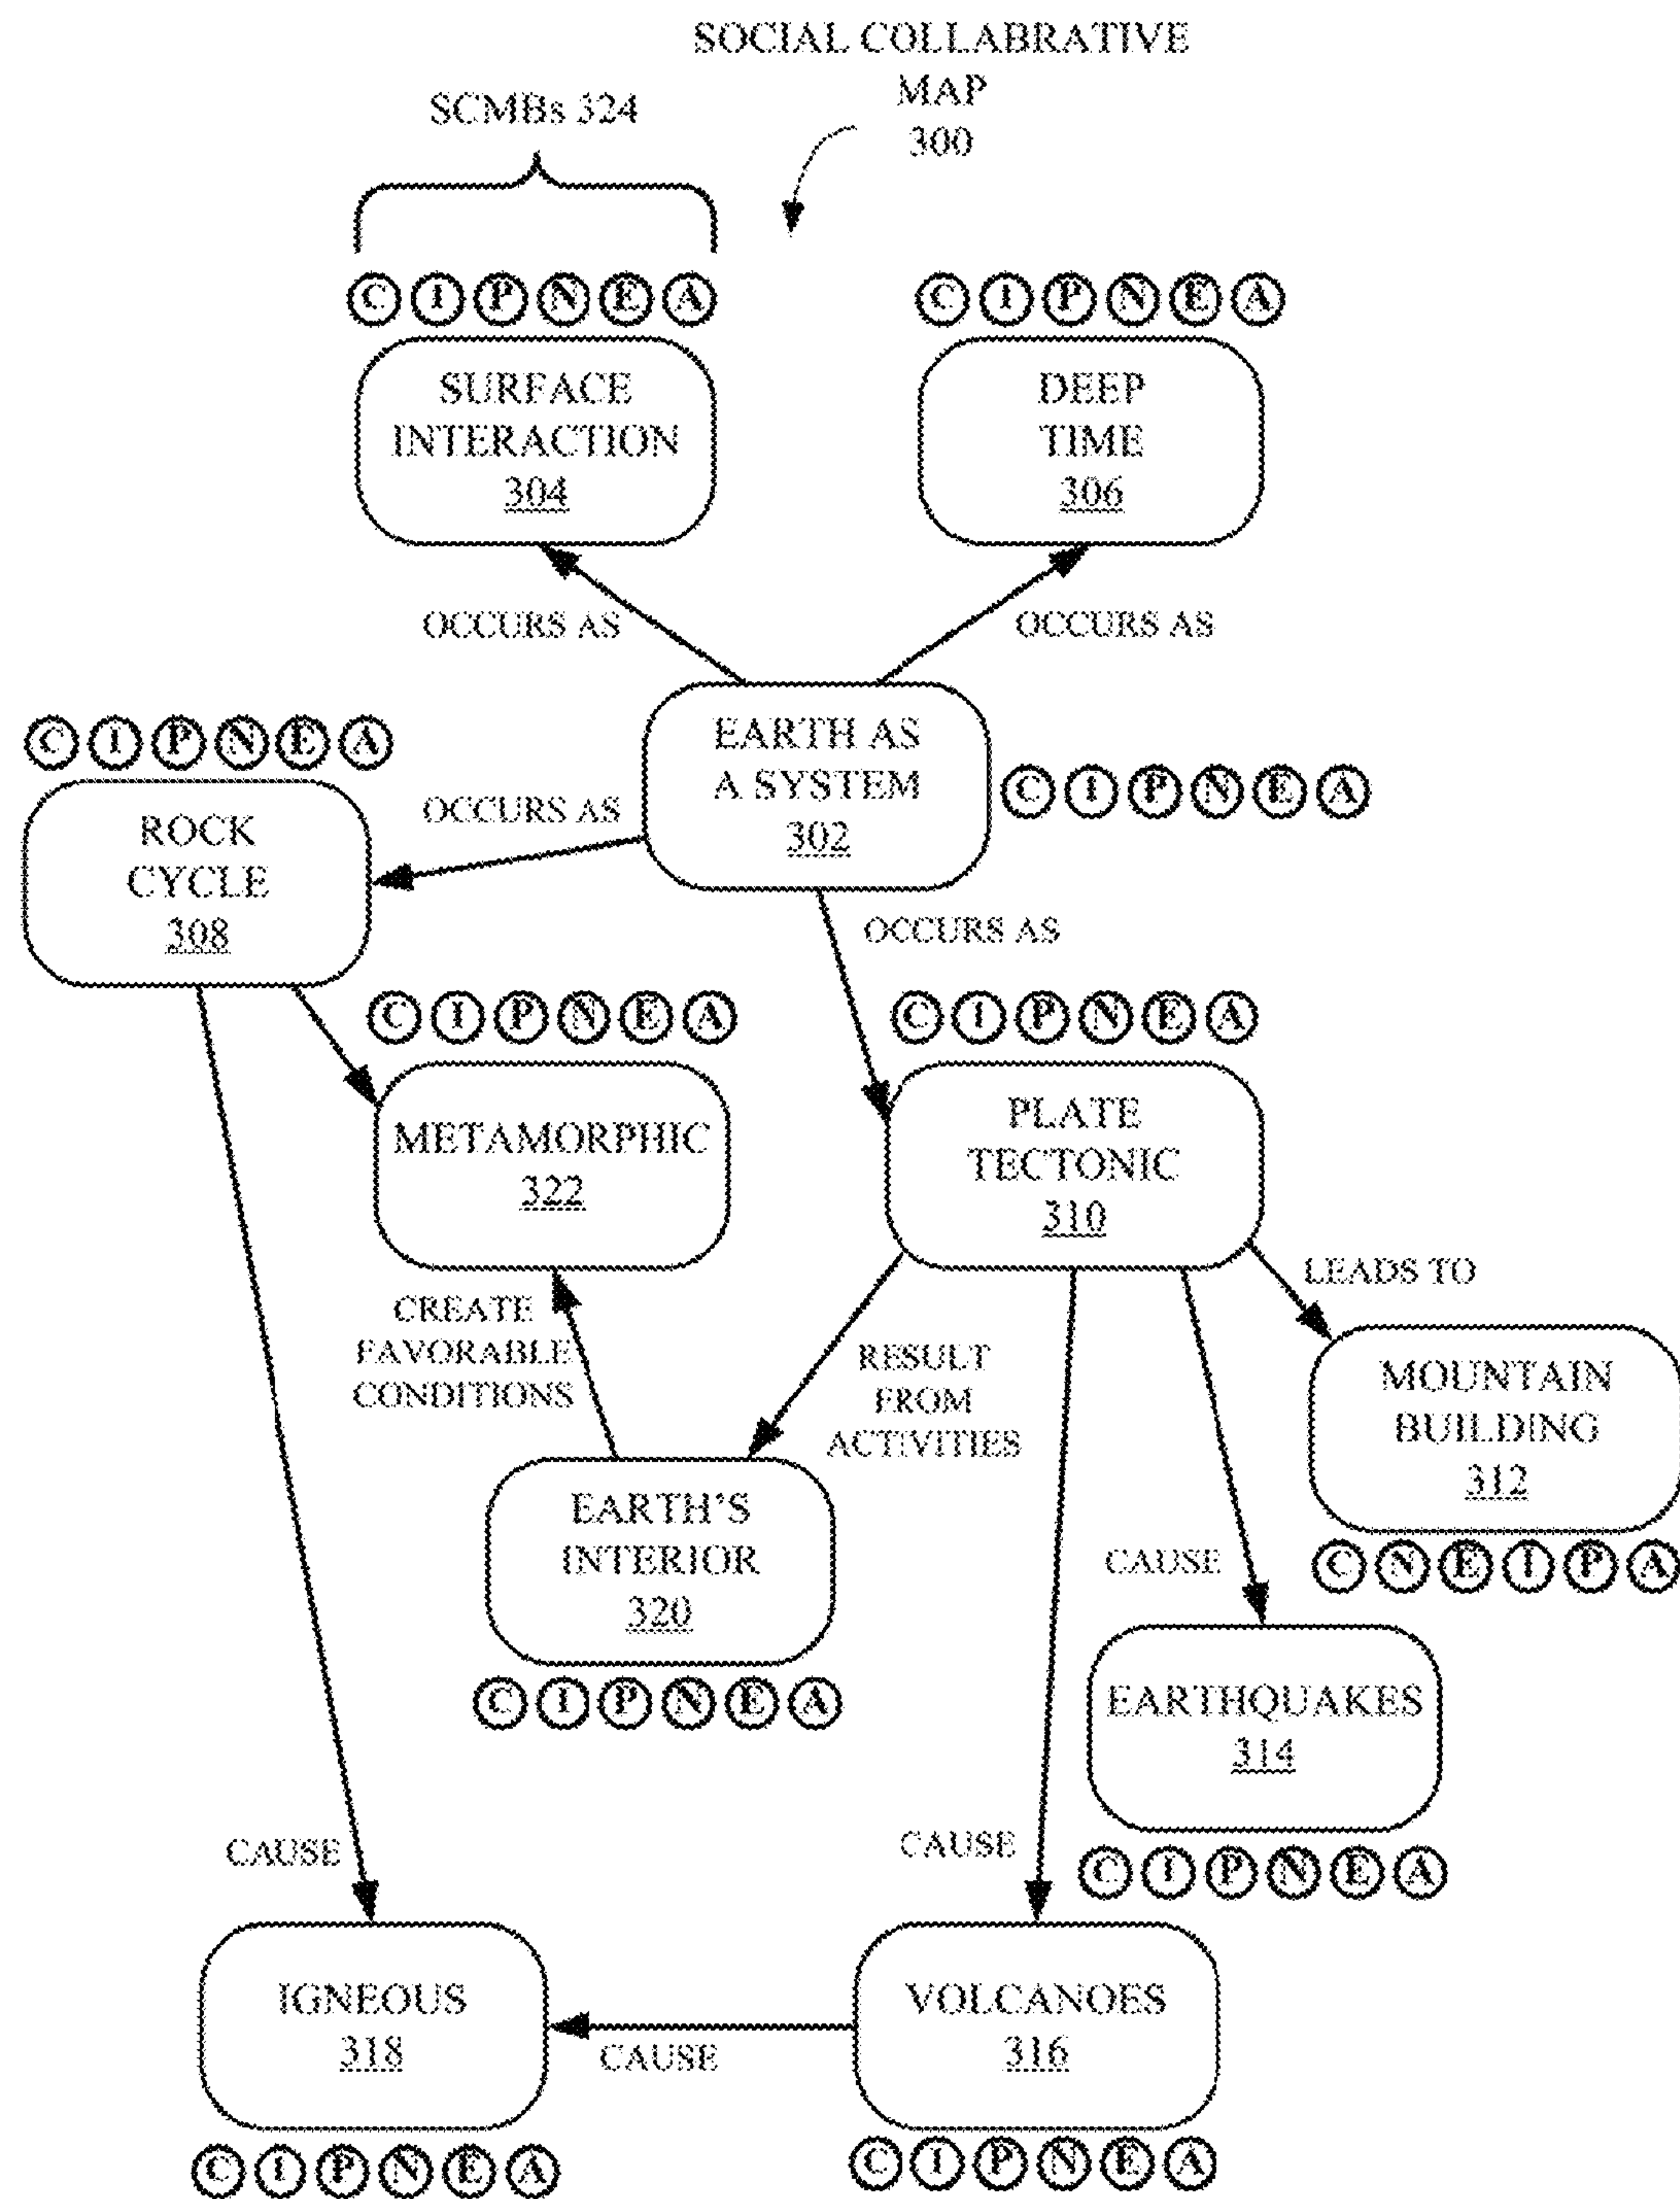 SOCIAL COLLABRATIVE
MAP
300
SCMBs 324
C I P N E A
C I P N E A
SURFACE
INTERACTION
304
DEEP
TIME
306
OCCURS AS
OCCURS AS
C I P N E A
EARTH AS
A SYSTEM
302
C I P N E A
ROCK
CYCLE
308
OCCURS AS
OCCURS AS
C I P N E A
C I P N E A
METAMORPHIC
322
PLATE
TECTONIC
310
LEADS TO
CREATE
FAVORABLE
CONDITIONS
RESULT
FROM
ACTIVITIES
MOUNTAIN
BUILDING
312
C N E I P A
EARTH'S
INTERIOR
320
C I P N E A
CAUSE
EARTHQUAKES
314
C I P N E A
CAUSE
CAUSE
IGNEOUS
318
CAUSE
VOLCANOES
316
C I P N E A
C I P N E A